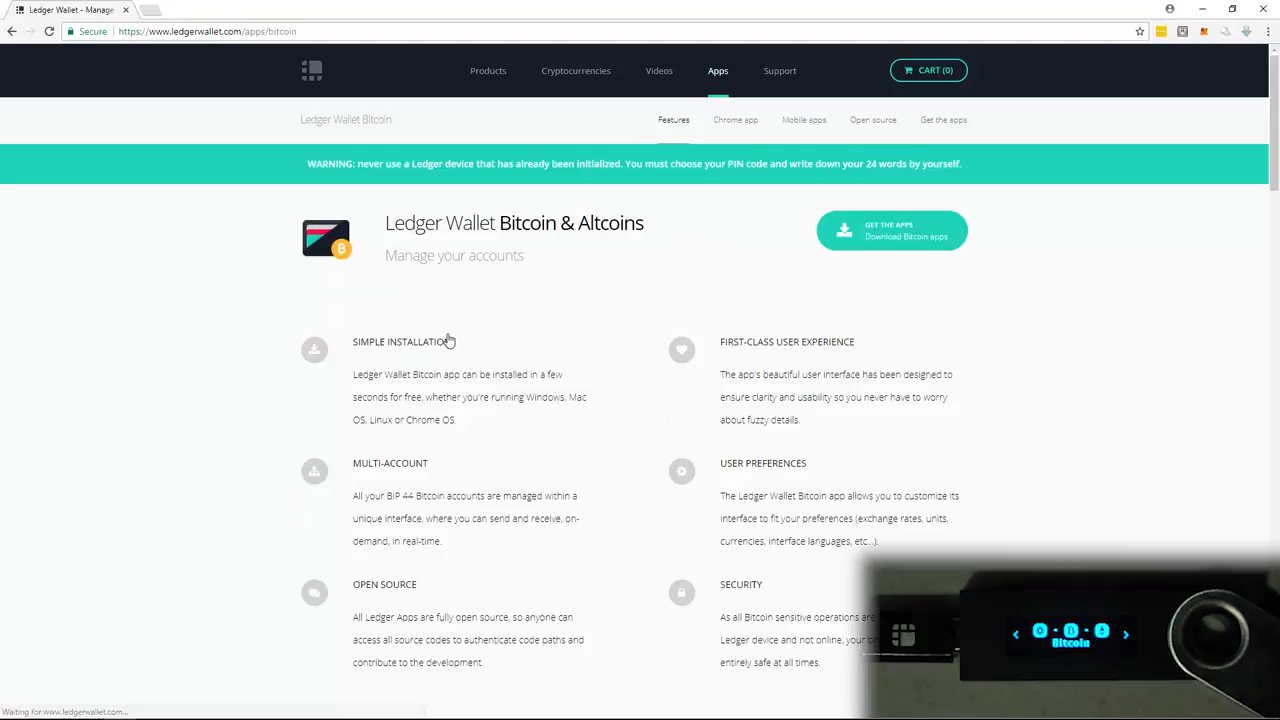 Ledger Wallet - Manage
Secure https://www.ledgerwallet.com/apps/bitcoin
Products Cryptocurrencies Videos Apps Support CART (0)
Ledger Wallet Bitcoin Features Chrome app Mobile apps Open source Get the apps
WARNING: never use a Ledger device that has already been initialized. You must choose your PIN code and write down your 24 words by yourself.
Ledger Wallet Bitcoin & Altcoins
Manage your accounts
GET THE APPS
Download Bitcoin apps
SIMPLE INSTALLATION
Ledger Wallet Bitcoin app can be installed in a few
seconds for free, whether you're running Windows, Mac
OS, Linux or Chrome OS.
FIRST-CLASS USER EXPERIENCE
The app's beautiful user interface has been designed to
ensure clarity and usability so you never have to worry
about fuzzy details.
MULTI-ACCOUNT
All your BIP 44 Bitcoin accounts are managed within a
unique interface, where you can send and receive, on-
demand, in real-time.
USER PREFERENCES
The Ledger Wallet Bitcoin app allows you to customize its
interface to fit your preferences (exchange rates, units,
currencies, interface languages, etc...).
OPEN SOURCE
All Ledger Apps are fully open source, so anyone can
access all source codes to authenticate code paths and
contribute to the development.
SECURITY
As all Bitcoin sensitive operations are
Ledger device and not online, your b
entirely safe at all times.
Bitcoin
Waiting for www.ledgerwallet.com...